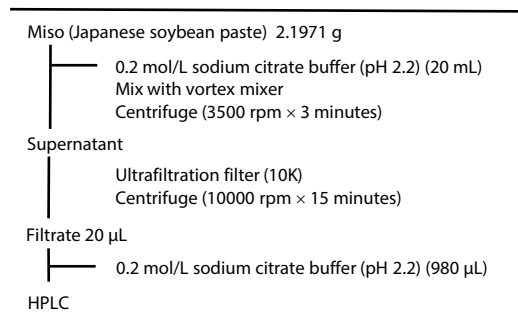 Miso (Japanese soybean paste) 2.1971 g
0.2 mol/L sodium citrate buffer (pH 2.2) (20 mL)
Mix with vortex mixer
Centrifuge (3500 rpm × 3 minutes)
Supernatant
Ultrafiltration filter (10K)
Centrifuge (10000 rpm × 15 minutes)
Filtrate 20 μL
0.2 mol/L sodium citrate buffer (pH 2.2) (980 μL)
HPLC